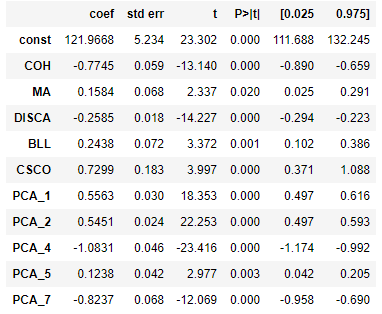 coef std err t P>|t| [0.025 0.975]
const 121.9668 5.234 23.302 0.000 111.688 132.245
COH -0.7745 0.059 -13.140 0.000 -0.890 -0.659
MA 0.1584 0.068 2.337 0.020 0.025 0.291
DISCA -0.2585 0.018 -14.227 0.000 -0.294 -0.223
BLL 0.2438 0.072 3.372 0.001 0.102 0.386
CSCO 0.7299 0.183 3.997 0.000 0.371 1.088
PCA_1 0.5563 0.030 18.353 0.000 0.497 0.616
PCA_2 0.5451 0.024 22.253 0.000 0.497 0.593
PCA_4 -1.0831 0.046 -23.416 0.000 -1.174 -0.992
PCA_5 0.1238 0.042 2.977 0.003 0.042 0.205
PCA_7 -0.8237 0.068 -12.069 0.000 -0.958 -0.690